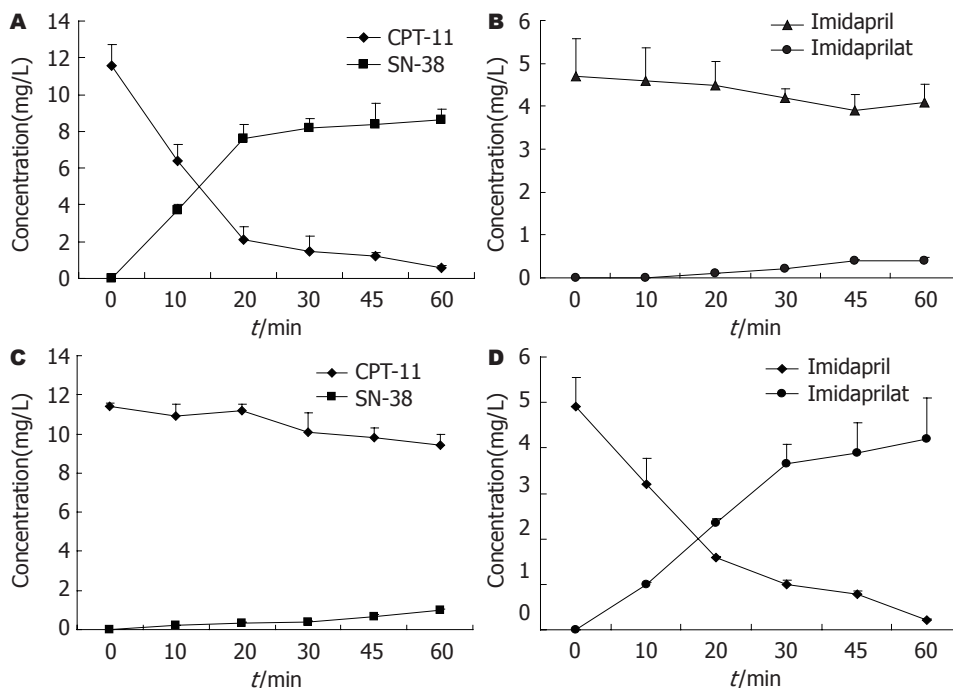 A
Concentration(mg/L)
14
12
10
8
6
4
2
0
CPT-11
SN-38
0 10 20 30 45 60
t/min
B
Concentration(mg/L)
6
5
4
3
2
1
0
Imidapril
Imidaprilat
0 10 20 30 45 60
t/min
C
Concentration(mg/L)
14
12
10
8
6
4
2
0
CPT-11
SN-38
0 10 20 30 45 60
t/min
D
Concentration(mg/L)
6
5
4
3
2
1
0
Imidapril
Imidaprilat
0 10 20 30 45 60
t/min